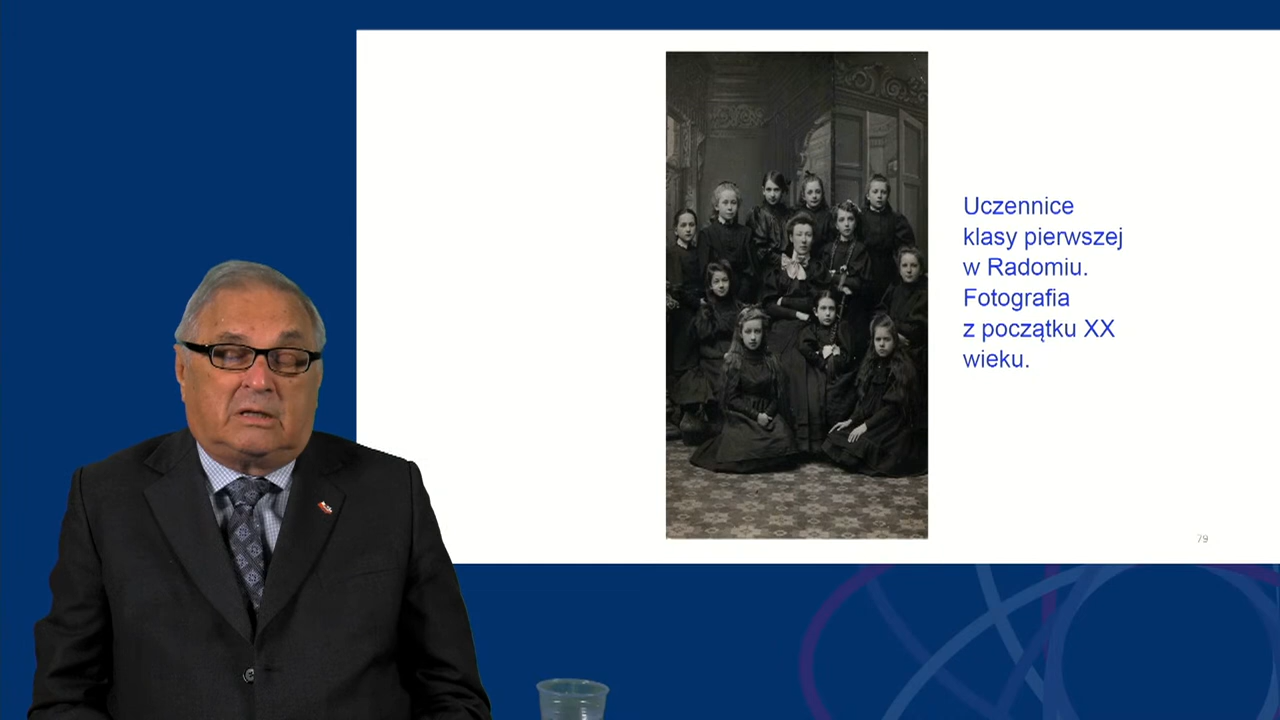 Uczennice
klasy pierwszej
w Radomiu.
Fotografia
z początku XX
wieku.
79